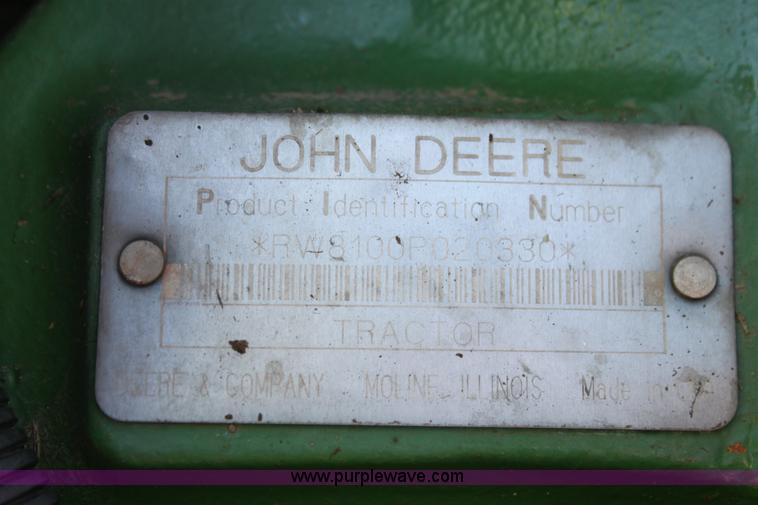 JOHN DEERE
Product Identification Number
*RW8100P020330*
TRACTOR
DEERE & COMPANY MOLINE, ILLINOIS Made in
www.purplewave.com